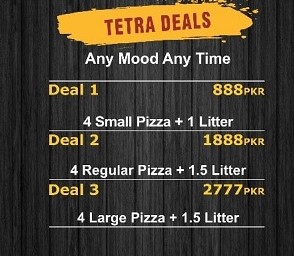 TETRA DEALS
Any Mood Any Time
Deal 1 888PKR
4 Small Pizza + 1 Litter
Deal 2 1888PKR
4 Regular Pizza + 1.5 Litter
Deal 3 2777PKR
4 Large Pizza + 1.5 Litter